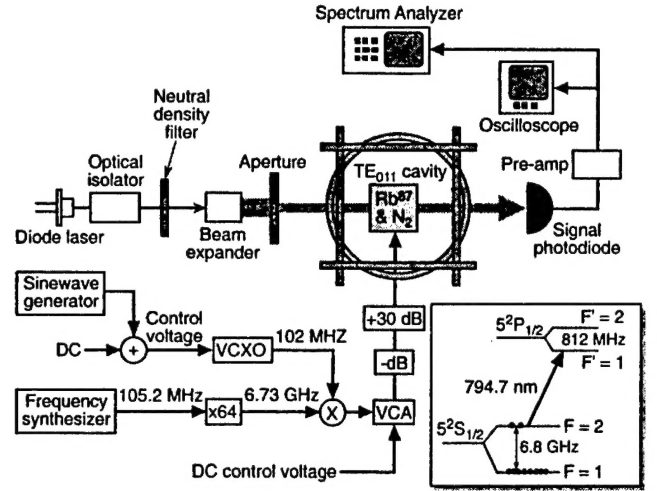 Spectrum Analyzer
Oscilloscope
Pre-amp
Neutral
density
filter
Optical
isolator
Aperture
TE011 cavity
Rb87
& N2
Diode laser
Beam
expander
Signal
photodiode
Sinewave
generator
Control
voltage
DC
+
VCXO
102 MHZ
+30 dB
-dB
Frequency
synthesizer
105.2 MHz
x64
6.73 GHz
X
VCA
DC control voltage
5²P1/2
F' = 2
812 MHz
F' = 1
794.7 nm
5²S1/2
F = 2
6.8 GHz
F = 1